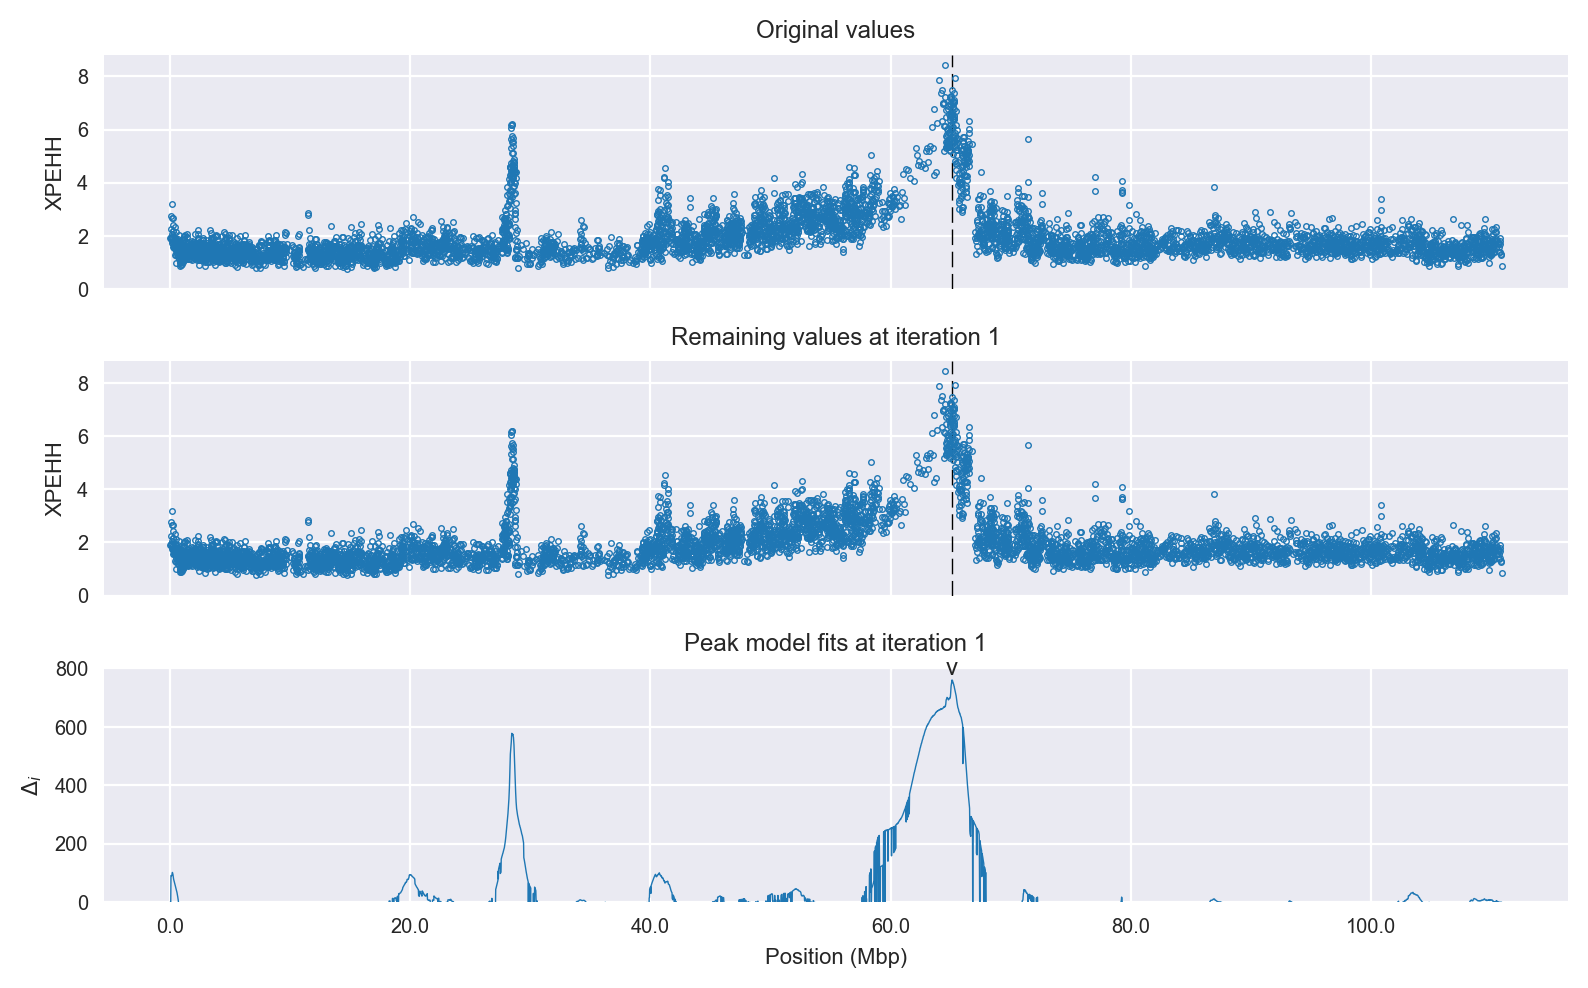 Original values
8
6
4
2
0
XPEHH
Remaining values at iteration 1
8
6
4
2
0
XPEHH
Peak model fits at iteration 1
v
800
600
400
200
0
Δi
0.0 20.0 40.0 60.0 80.0 100.0
Position (Mbp)